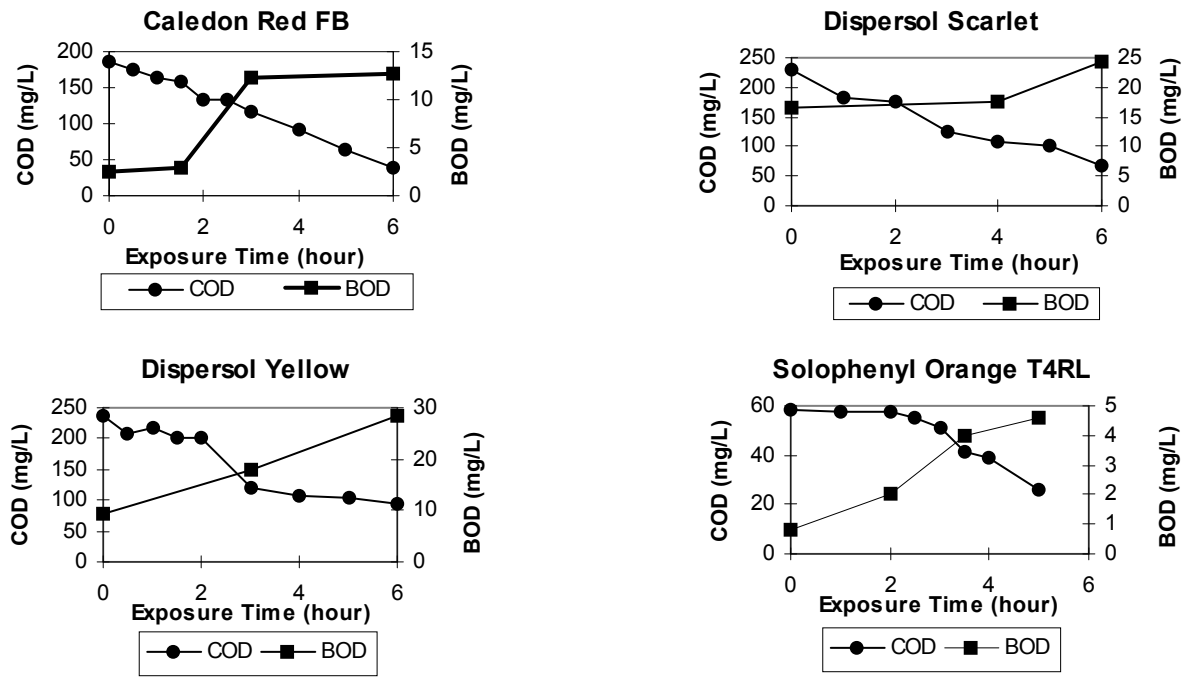 Caledon Red FB
200
150
100
50
0
15
10
5
0
COD (mg/L)
BOD (mg/L)
0 2 4 6
Exposure Time (hour)
COD BOD
Dispersol Scarlet
250
200
150
100
50
0
25
20
15
10
5
0
COD (mg/L)
BOD (mg/L)
0 2 4 6
Exposure Time (hour)
COD BOD
Dispersol Yellow
250
200
150
100
50
0
30
20
10
0
COD (mg/L)
BOD (mg/L)
0 2 4 6
Exposure Time (hour)
COD BOD
Solophenyl Orange T4RL
60
40
20
0
5
4
3
2
1
0
COD (mg/L)
BOD (mg/L)
0 2 4 6
Exposure Time (hour)
COD BOD